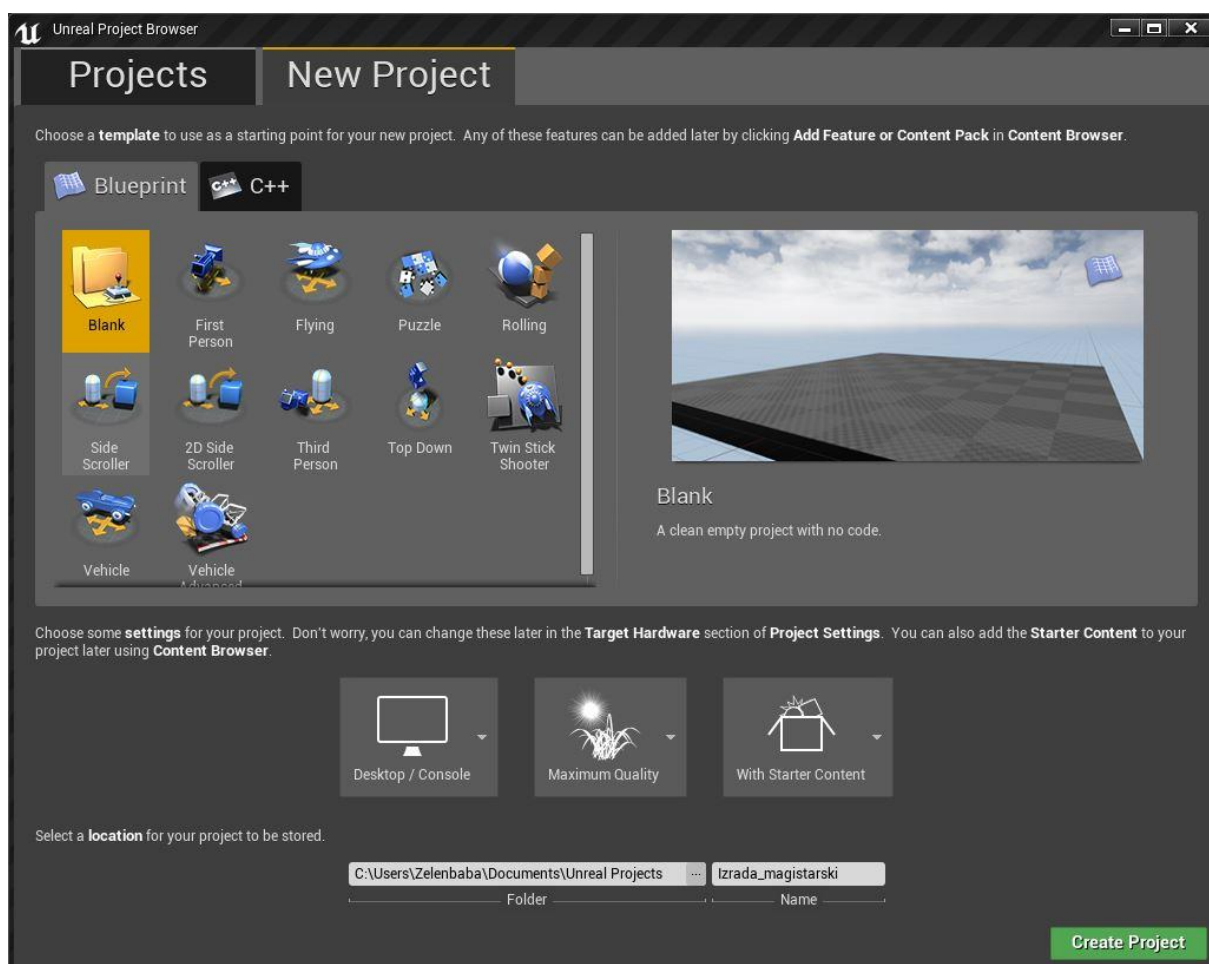 Unreal Project Browser
Projects
New Project
Choose a template to use as a starting point for your new project. Any of these features can be added later by clicking Add Feature or Content Pack in Content Browser.
Blueprint
C++
C++
Blank
First
Person
Flying
Puzzle
Rolling
Side
Scroller
2D Side
Scroller
Third
Person
Top Down
Twin Stick
Shooter
Vehicle
Vehicle
Advanced
Blank
A clean empty project with no code.
Choose some settings for your project. Don't worry, you can change these later in the Target Hardware section of Project Settings. You can also add the Starter Content to your
project later using Content Browser.
Desktop / Console
Maximum Quality
With Starter Content
Select a location for your project to be stored.
C:\Users\Zelenbaba\Documents\Unreal Projects
...
Izrada_magistarski
Folder
Name
Create Project